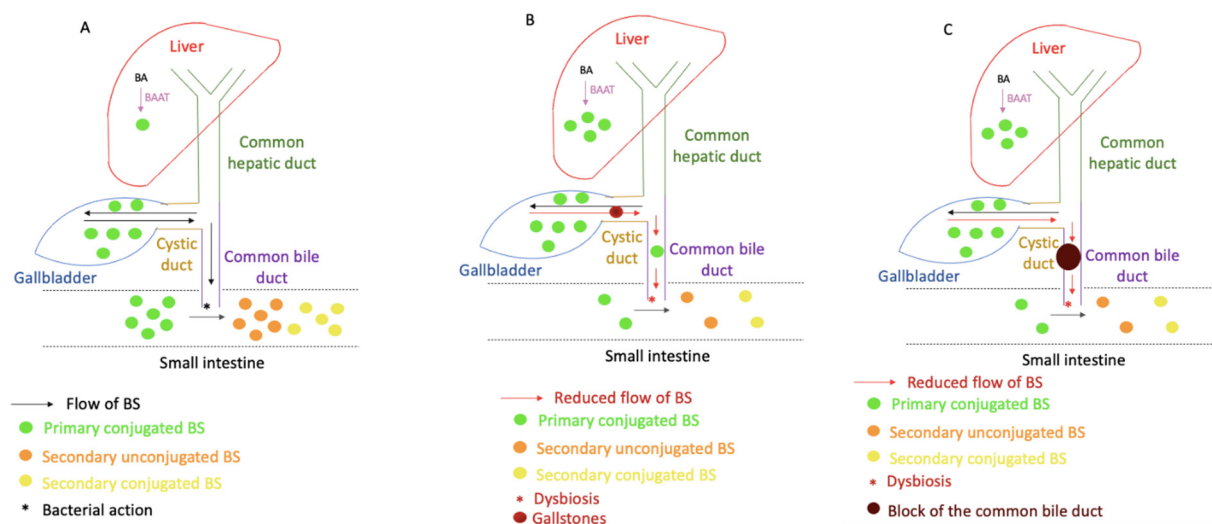 A
Liver
BA
BAAT
Common
hepatic duct
Cystic
duct
Common bile
duct
Gallbladder
*
Small intestine
Flow of BS
Primary conjugated BS
Secondary unconjugated BS
Secondary conjugated BS
* Bacterial action
B
Liver
BA
BAAT
Common
hepatic duct
Cystic
duct
Common bile
duct
Gallbladder
*
Small intestine
Reduced flow of BS
Primary conjugated BS
Secondary unconjugated BS
Secondary conjugated BS
* Dysbiosis
Gallstones
C
Liver
BA
BAAT
Common
hepatic duct
Cystic
duct
Common bile
duct
Gallbladder
*
Small intestine
Reduced flow of BS
Primary conjugated BS
Secondary unconjugated BS
Secondary conjugated BS
* Dysbiosis
Block of the common bile duct